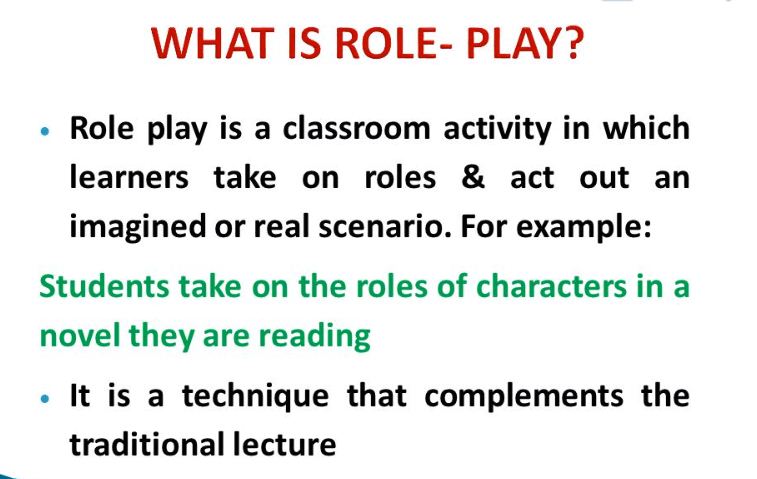 WHAT IS ROLE- PLAY?
• Role play is a classroom activity in which
learners take on roles & act out an
imagined or real scenario. For example:
Students take on the roles of characters in a
novel they are reading
• It is a technique that complements the
traditional lecture